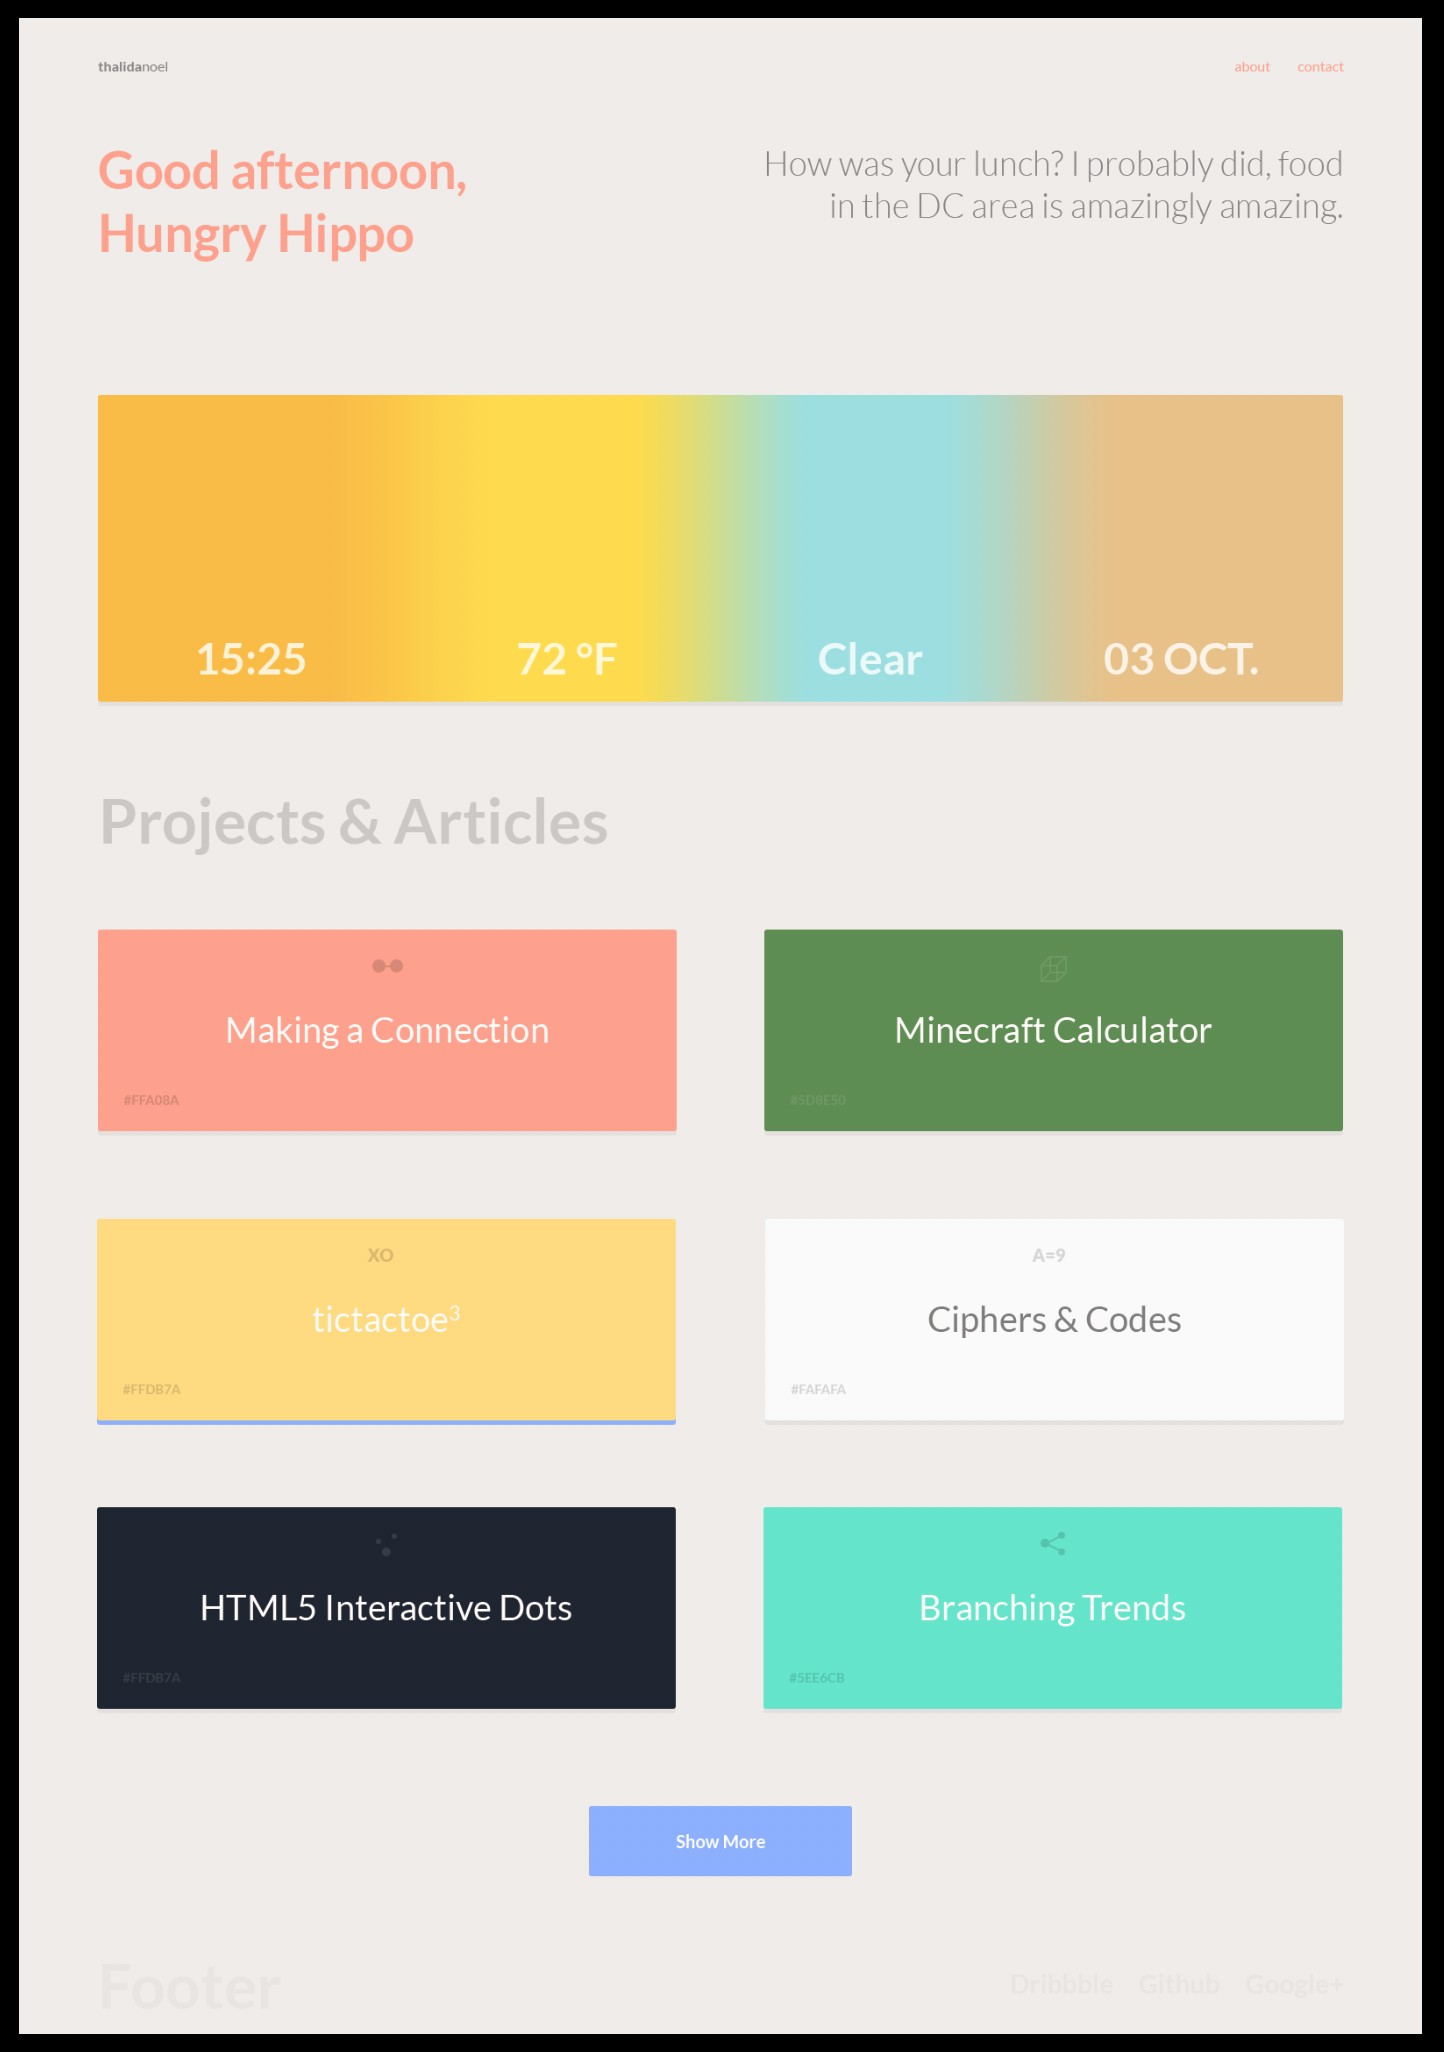 thalidanoel
about contact
Good afternoon,
Hungry Hippo
How was your lunch? I probably did, food
in the DC area is amazingly amazing.
15:25 72 °F Clear 03 OCT.
Projects & Articles
Making a Connection
#FFA08A
Minecraft Calculator
#5D8E50
XO
tictactoe³
#FFDB7A
A=9
Ciphers & Codes
#FAFAFA
HTML5 Interactive Dots
#FFDB7A
Branching Trends
#5EE6CB
Show More
Footer
Dribbble Github Google+